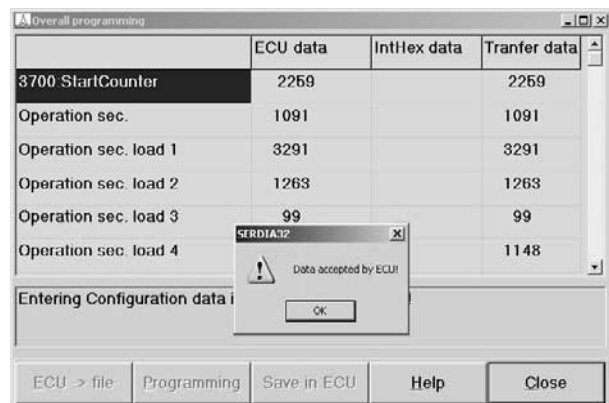 Overall programming
ECU data IntHex data Tranfer data
3700 StartCounter 2259 2259
Operation sec. 1091 1091
Operation sec. load 1 3291 3291
Operation sec. load 2 1263 1263
Operation sec. load 3 99 99
Operation sec. load 4 1148
SERDIA32
Data accepted by ECU!
OK
Entering Configuration data i
ECU -> file Programming Save in ECU Help Close